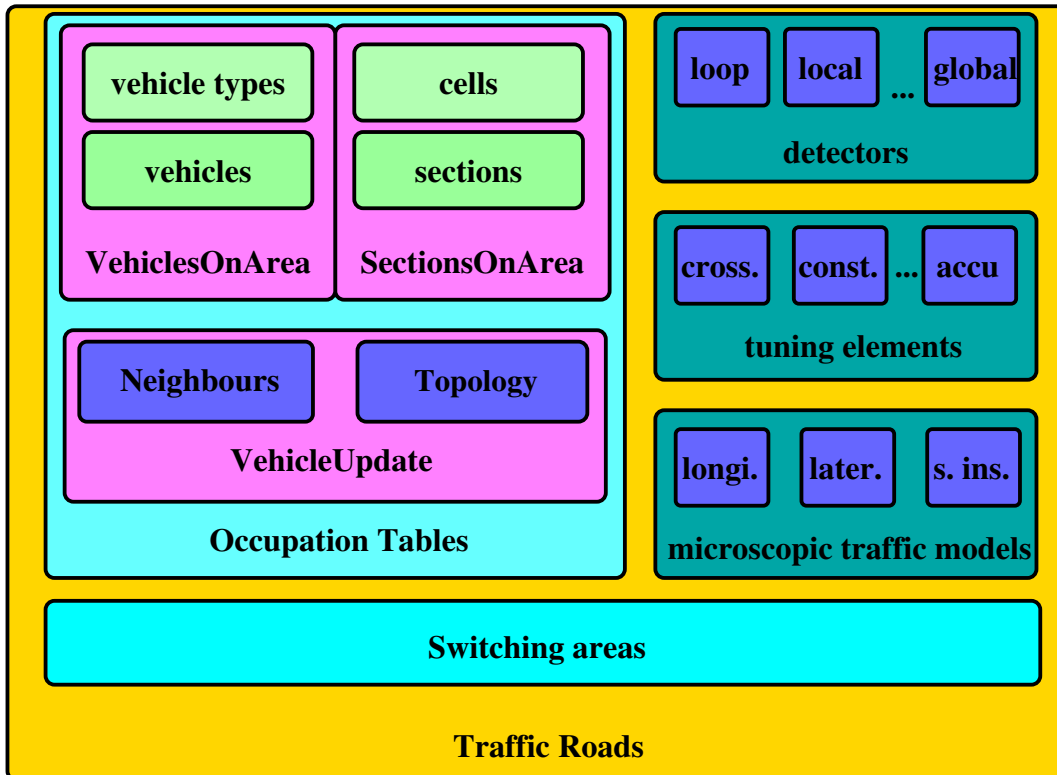 vehicle types
vehicles
VehiclesOnArea
cells
sections
SectionsOnArea
Neighbours
Topology
VehicleUpdate
Occupation Tables
loop
local
...
global
detectors
cross.
const.
...
accu
tuning elements
longi.
later.
s. ins.
microscopic traffic models
Switching areas
Traffic Roads